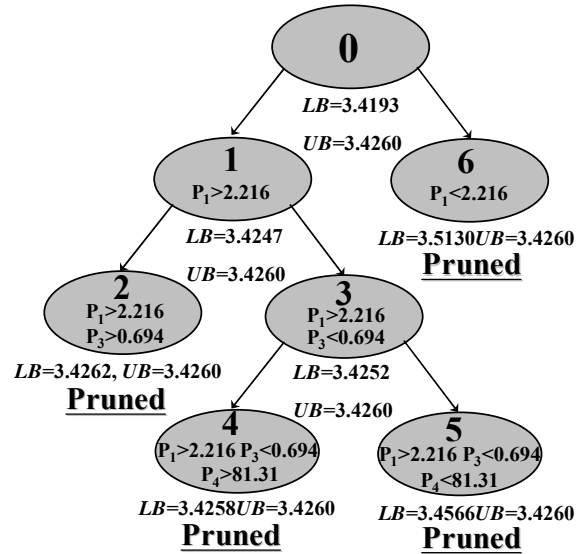 0
LB=3.4193
UB=3.4260
1
P₁>2.216
6
P₁<2.216
LB=3.4247
UB=3.4260
LB=3.5130UB=3.4260
Pruned
2
P₁>2.216
P₃>0.694
3
P₁>2.216
P₃<0.694
LB=3.4262, UB=3.4260
Pruned
LB=3.4252
UB=3.4260
4
P₁>2.216 P₃<0.694
P₄>81.31
5
P₁>2.216 P₃<0.694
P₄<81.31
LB=3.4258UB=3.4260
Pruned
LB=3.4566UB=3.4260
Pruned